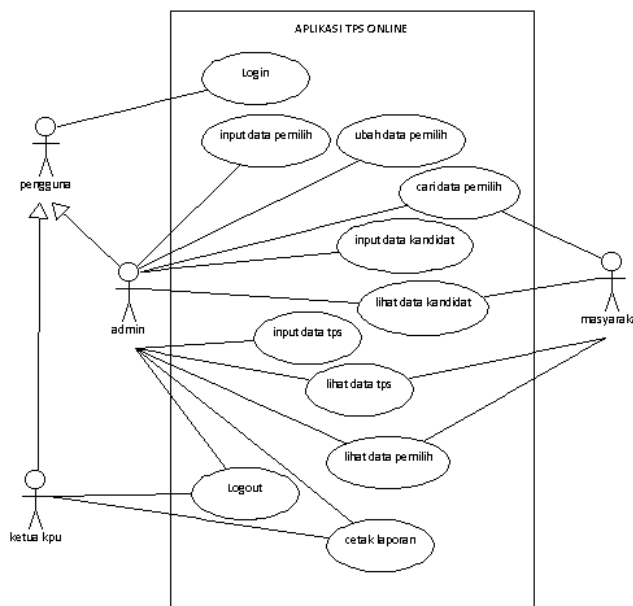 APLIKASI TPS ONLINE
Login
input data pemilih
ubah data pemilih
pengguna
cari data pemilih
input data kandidat
lihat data kandidat
admin
masyaraka
input data tps
lihat data tps
lihat data pemilih
Logout
ketua kpu
cetak laporan